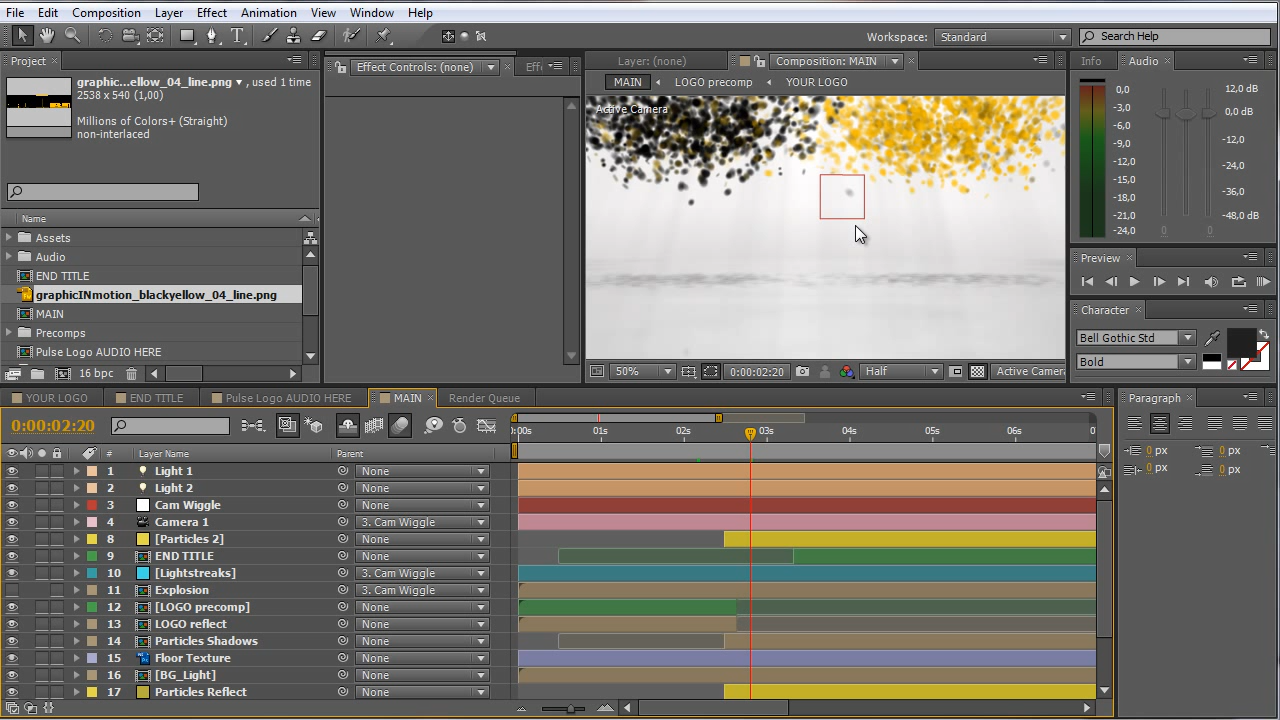 File Edit Composition Layer Effect Animation View Window Help
Workspace: Standard Search Help
Project
graphic...ellow_04_line.png ▾ , used 1 time
2538 x 540 (1,00)
Millions of Colors+ (Straight)
non-interlaced
Name
Assets
Audio
END TITLE
graphicINmotion_blackyellow_04_line.png
MAIN
Precomps
Pulse Logo AUDIO HERE
16 bpc
Effect Controls: (none)
Layer: (none) Composition: MAIN
MAIN LOGO precomp YOUR LOGO
Active Camera
50% 0:00:02:20 Half
Info Audio
0,0 12,0 dB
-3,0 0,0 dB
-6,0
-9,0 -12,0
-12,0
-15,0 -24,0
-18,0 -36,0
-21,0 -48,0 dB
-24,0 0 0
Preview
Character
Bell Gothic Std
Bold
YOUR LOGO END TITLE Pulse Logo AUDIO HERE MAIN Render Queue
0:00:02:20
01s 02s 03s 04s 05s 06s
# Layer Name Parent
1 Light 1 None
2 Light 2 None
3 Cam Wiggle None
4 Camera 1 3. Cam Wiggle
8 [Particles 2] None
9 END TITLE None
10 [Lightstreaks] 3. Cam Wiggle
11 Explosion 3. Cam Wiggle
12 [LOGO precomp] None
13 LOGO reflect None
14 Particles Shadows None
15 Floor Texture None
16 [BG_Light] None
17 Particles Reflect None
Paragraph
0 px 0 px
0 px 0 px